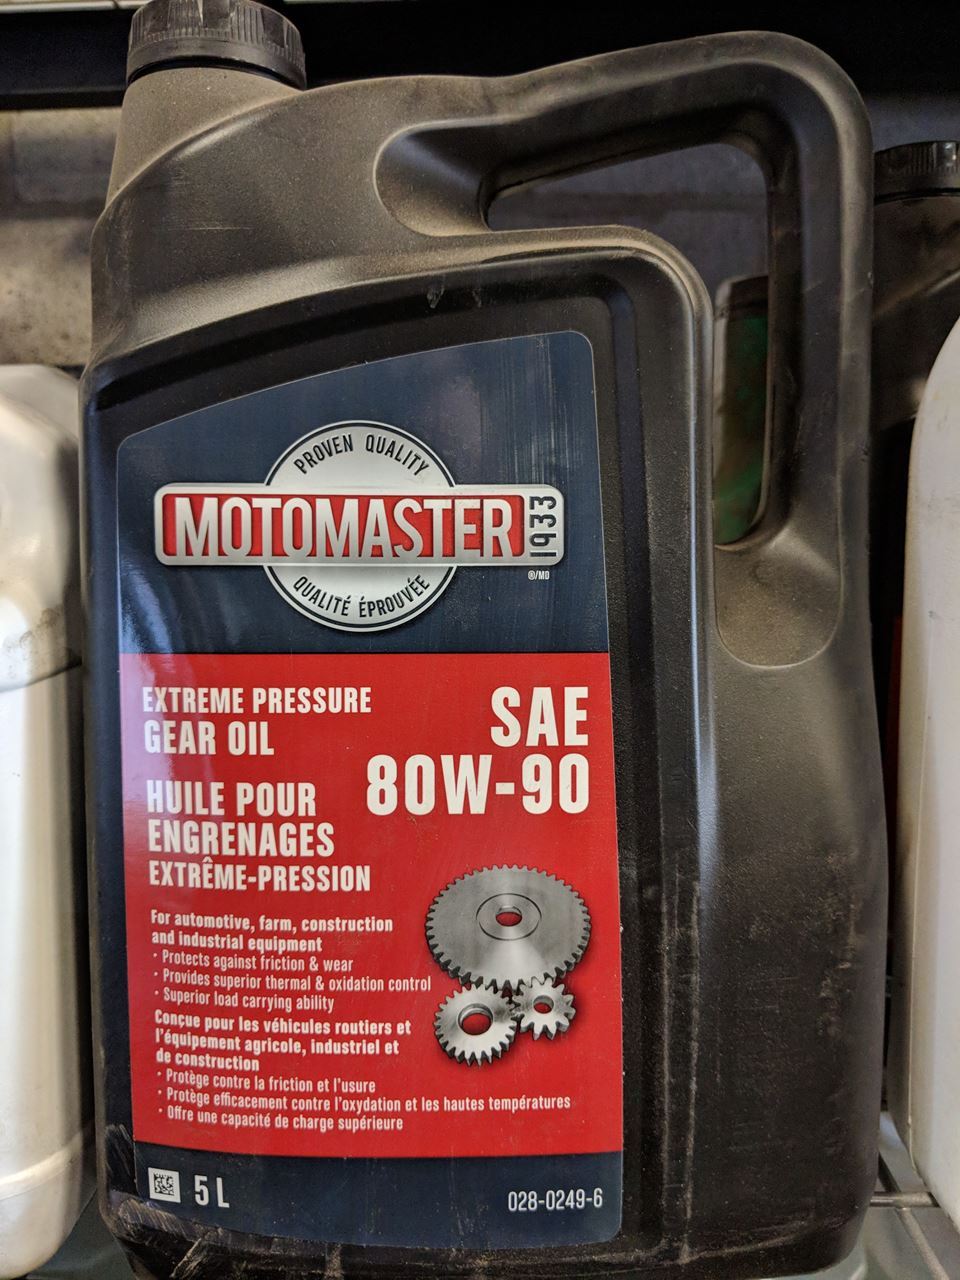 PROVEN QUALITY
MOTOMASTER 1933
®/MD
QUALITÉ ÉPROUVÉE
EXTREME PRESSURE
GEAR OIL
SAE
80W-90
HUILE POUR
ENGRENAGES
EXTRÊME-PRESSION
For automotive, farm, construction
and industrial equipment
· Protects against friction & wear
· Provides superior thermal & oxidation control
· Superior load carrying ability
Conçue pour les véhicules routiers et
l'équipement agricole, industriel et
de construction
· Protège contre la friction et l'usure
· Protège efficacement contre l'oxydation et les hautes températures
· Offre une capacité de charge supérieure
5 L
028-0249-6